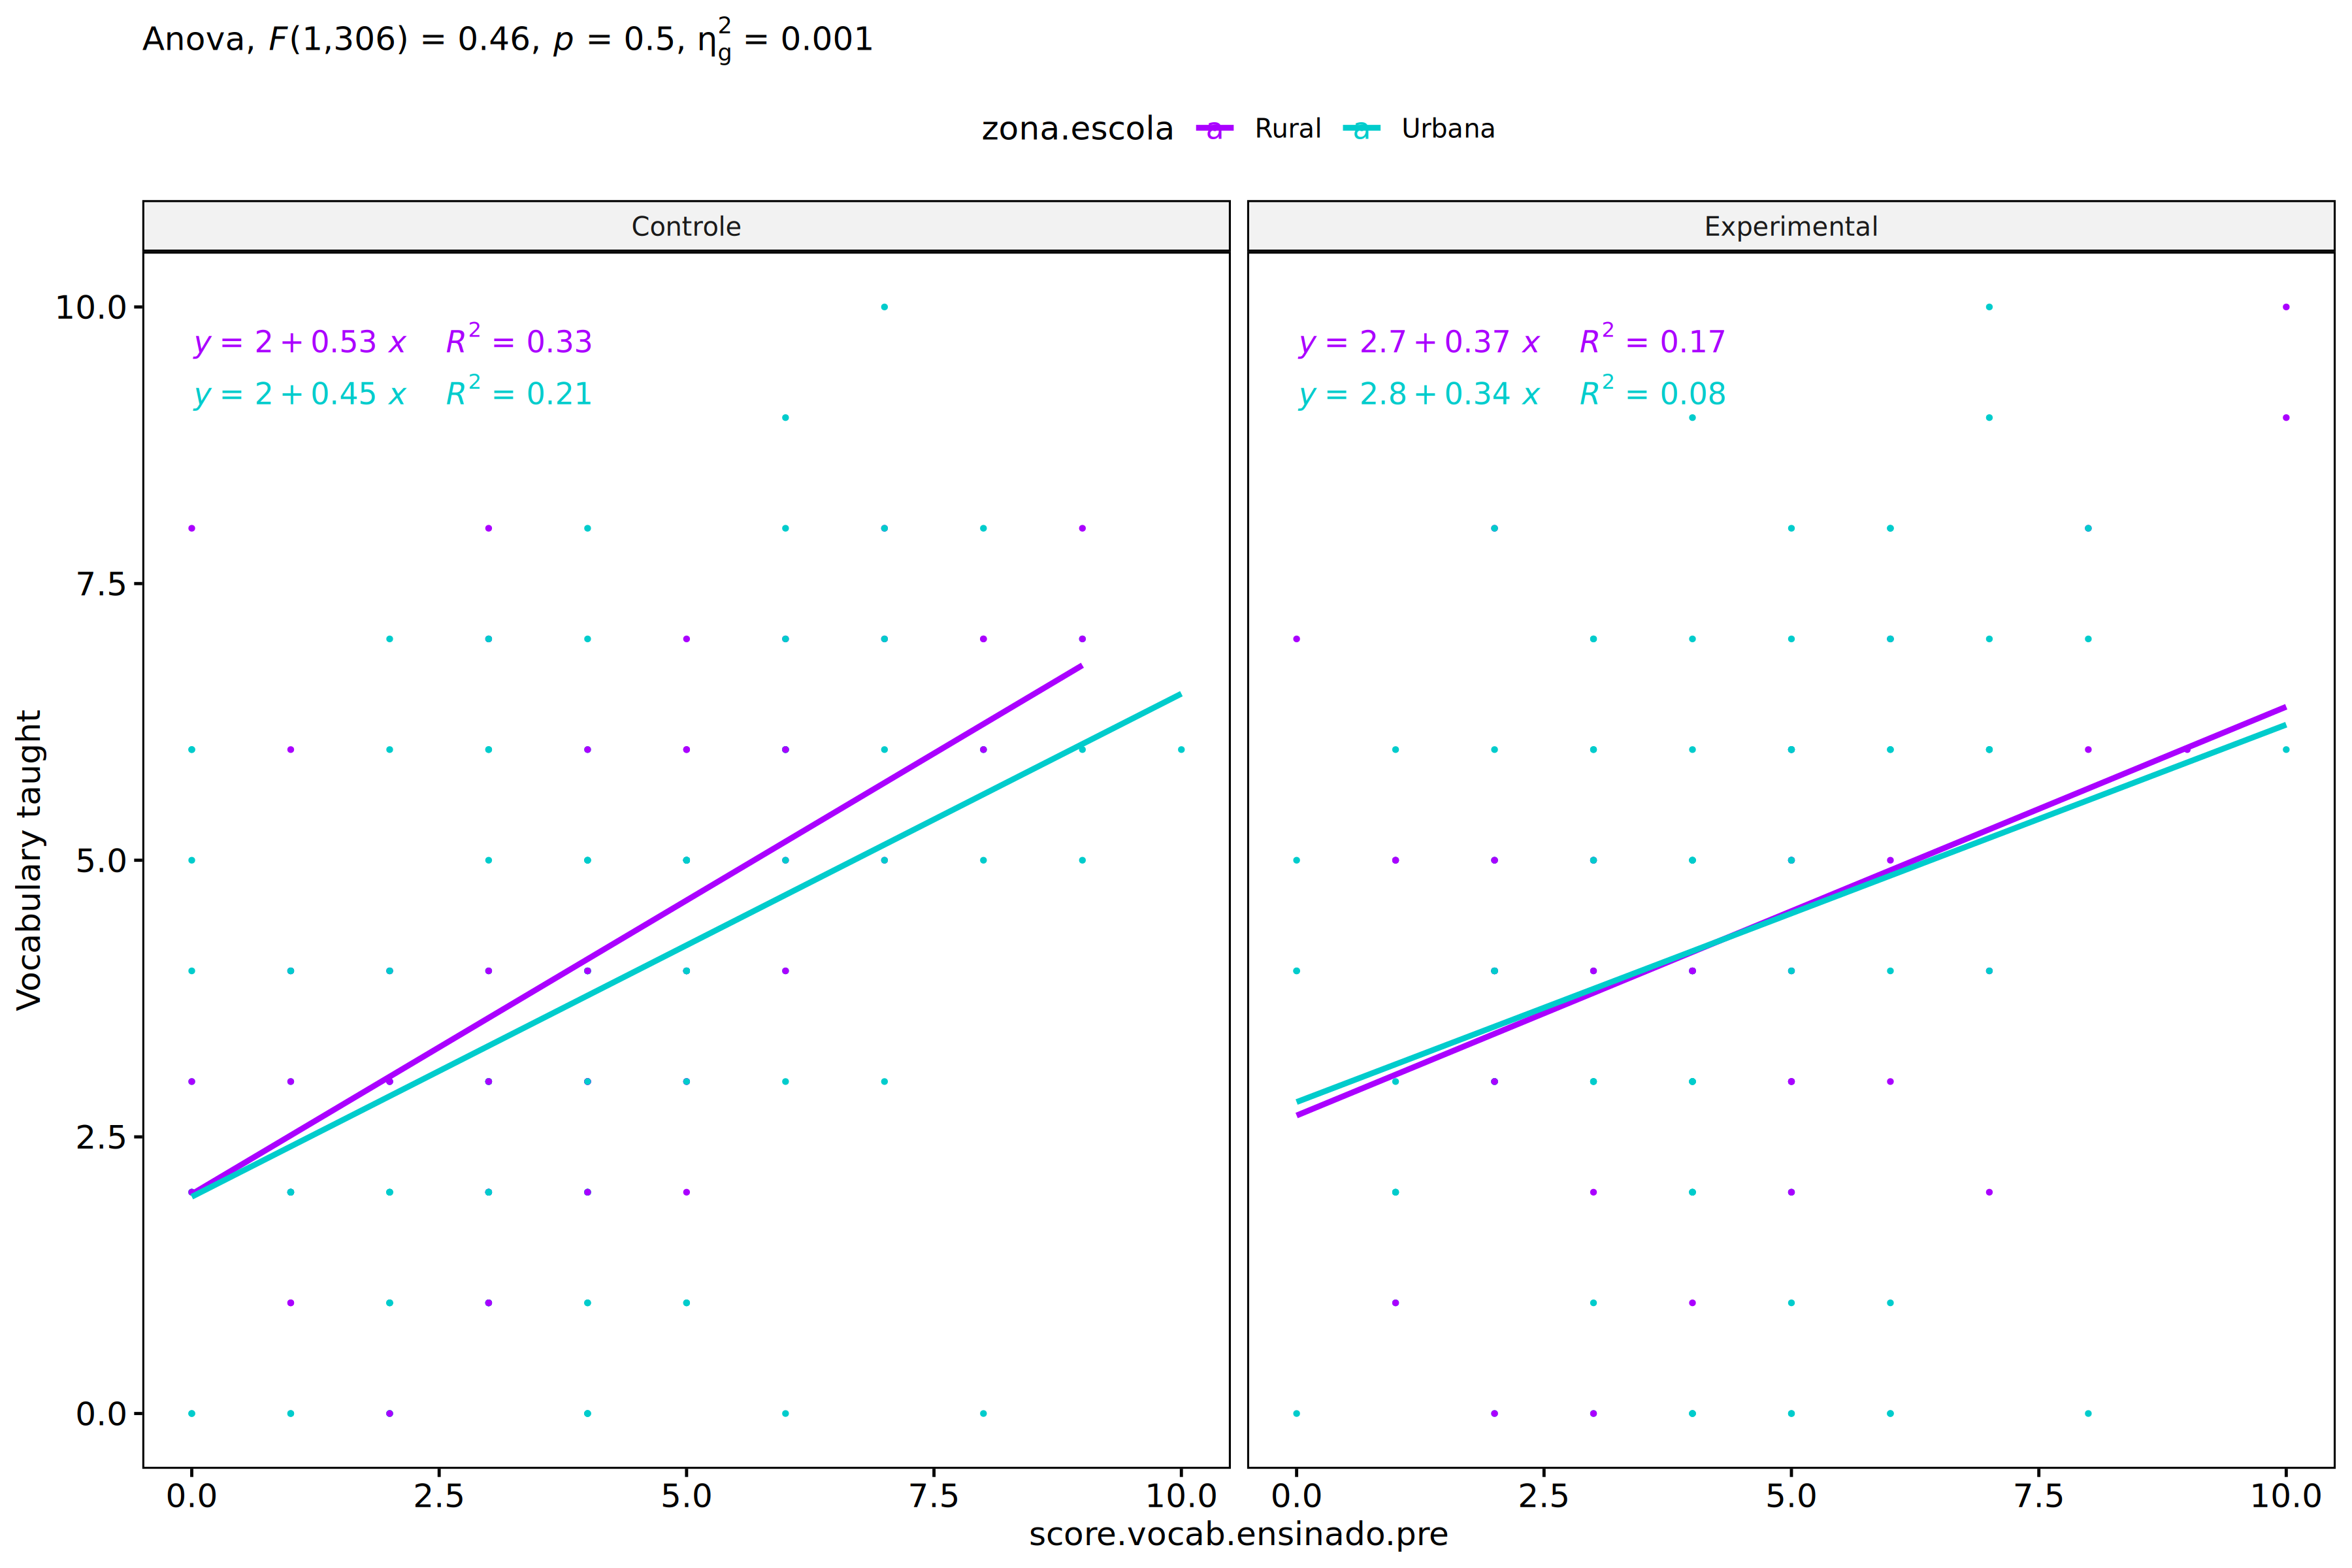 Anova, F(1,306) = 0.46, p = 0.5, η²g = 0.001
zona.escola a Rural a Urbana
Controle
Experimental
y = 2 + 0.53 x R² = 0.33
y = 2 + 0.45 x R² = 0.21
y = 2.7 + 0.37 x R² = 0.17
y = 2.8 + 0.34 x R² = 0.08
Vocabulary taught
10.0
7.5
5.0
2.5
0.0
0.0 2.5 5.0 7.5 10.0
0.0 2.5 5.0 7.5 10.0
score.vocab.ensinado.pre